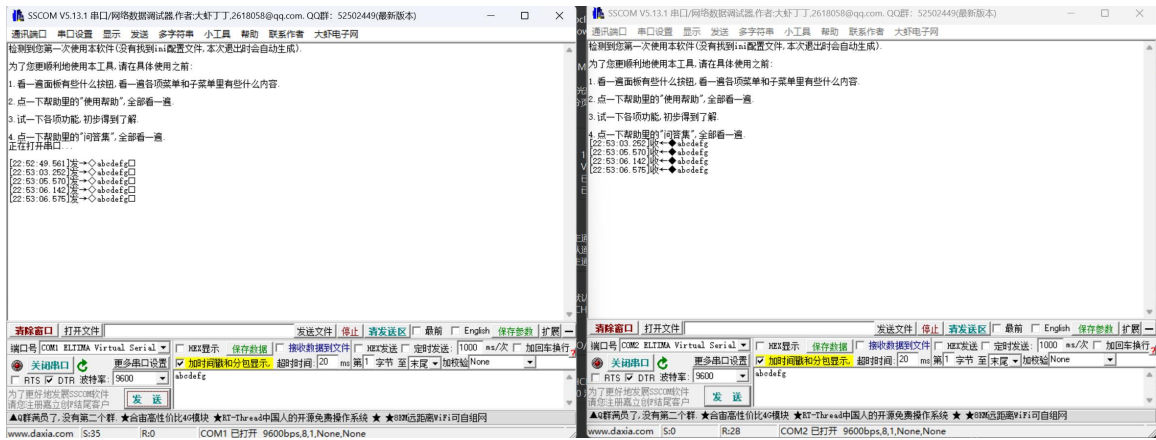 SSCOM V5.13.1 串口/网络数据调试器,作者:大虾丁丁,2618058@qq.com. QQ群: 52502449(最新版本)
通讯端口 串口设置 显示 发送 多字符串 小工具 帮助 联系作者 大虾电子网
检测到您第一次使用本软件(没有找到ini配置文件,本次退出时会自动生成).
为了您更顺利地使用本工具,请在具体使用之前:
1.看一遍面板有些什么按钮,看一遍各项菜单和子菜单里有些什么内容.
2.点一下帮助里的"使用帮助",全部看一遍.
3.试一下各项功能,初步得到了解.
4.点一下帮助里的"问答集",全部看一遍.
正在打开串口...
[22:52:49.561]发→◇abcdefg□
[22:53:03.252]发→◇abcdefg□
[22:53:05.570]发→◇abcdefg□
[22:53:06.142]发→◇abcdefg□
[22:53:06.575]发→◇abcdefg□
清除窗口 打开文件 发送文件 停止 清发送区 最前 English 保存参数 扩展 —
端口号 COM1 ELTIMA Virtual Serial HEX显示 保存数据 接收数据到文件 HEX发送 定时发送: 1000 ms/次 加回车换行
关闭串口 更多串口设置 加时间戳和分包显示, 超时时间: 20 ms 第 1 字节 至 末尾 加校验 None
RTS DTR 波特率: 9600 abcdefg
为了更好地发展SSCOM软件
请您注册嘉立创F结尾客户
发 送
▲Q群满员了,没有第二个群. ★合宙高性价比4G模块 ★RT-Thread中国人的开源免费操作系统 ★ ★8KM远距离WiFi可自组网
www.daxia.com S:35 R:0 COM1 已打开 9600bps,8,1,None,None
SSCOM V5.13.1 串口/网络数据调试器,作者:大虾丁丁,2618058@qq.com. QQ群: 52502449(最新版本)
通讯端口 串口设置 显示 发送 多字符串 小工具 帮助 联系作者 大虾电子网
检测到您第一次使用本软件(没有找到ini配置文件,本次退出时会自动生成).
为了您更顺利地使用本工具,请在具体使用之前:
1.看一遍面板有些什么按钮,看一遍各项菜单和子菜单里有些什么内容.
2.点一下帮助里的"使用帮助",全部看一遍.
3.试一下各项功能,初步得到了解.
4.点一下帮助里的"问答集",全部看一遍.
[22:53:03.252]收←◆abcdefg
[22:53:05.570]收←◆abcdefg
[22:53:06.142]收←◆abcdefg
[22:53:06.575]收←◆abcdefg
清除窗口 打开文件 发送文件 停止 清发送区 最前 English 保存参数 扩展 —
端口号 COM2 ELTIMA Virtual Serial HEX显示 保存数据 接收数据到文件 HEX发送 定时发送: 1000 ms/次 加回车换行
关闭串口 更多串口设置 加时间戳和分包显示, 超时时间: 20 ms 第 1 字节 至 末尾 加校验 None
RTS DTR 波特率: 9600 abcdefg
为了更好地发展SSCOM软件
请您注册嘉立创F结尾客户
发 送
▲Q群满员了,没有第二个群. ★合宙高性价比4G模块 ★RT-Thread中国人的开源免费操作系统 ★ ★8KM远距离WiFi可自组网
www.daxia.com S:0 R:28 COM2 已打开 9600bps,8,1,None,None